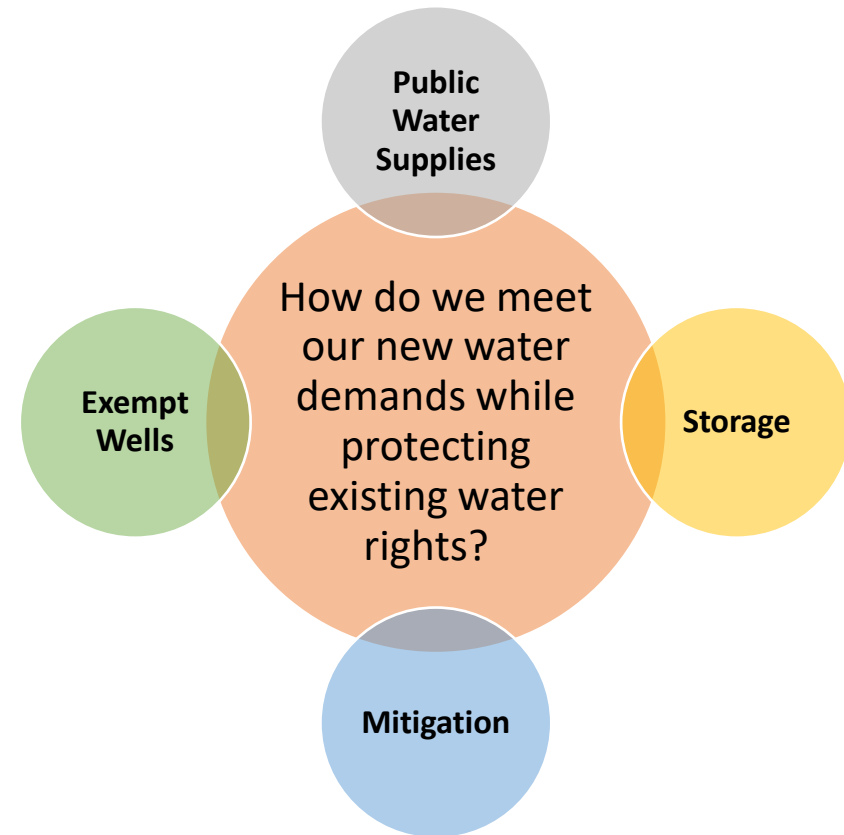 Public
Water
Supplies
How do we meet
our new water
demands while
protecting
existing water
rights?
Exempt
Wells
Storage
Mitigation